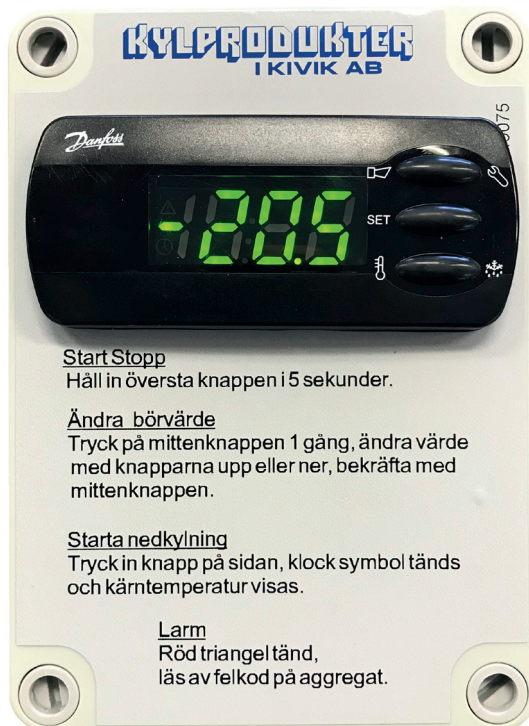 KYLPRODUKTER
I KIVIK AB
Danfoss
-20.5
SET
Start Stopp
Håll in översta knappen i 5 sekunder.
Ändra börvärde
Tryck på mittenknappen 1 gång, ändra värde
med knapparna upp eller ner, bekräfta med
mittenknappen.
Starta nedkylning
Tryck in knapp på sidan, klock symbol tänds
och kärntemperatur visas.
Larm
Röd triangel tänd,
läs av felkod på aggregat.